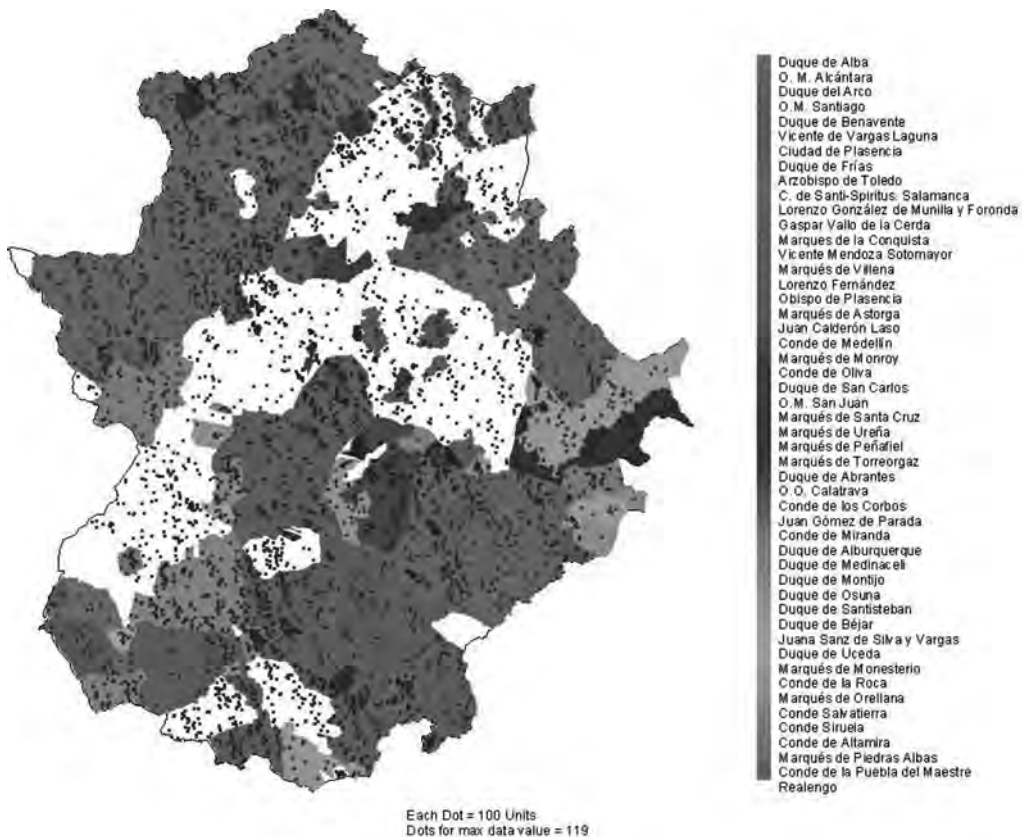 Duque de Alba
O. M. Alcántara
Duque del Arco
O.M. Santiago
Duque de Benavente
Vicente de Vargas Laguna
Ciudad de Plasencia
Duque de Frías
Arzobispo de Toledo
C. de Santi-Spiritus. Salamanca
Lorenzo González de Munilla y Foronda
Gaspar Vallo de la Cerda
Marques de la Conquista
Vicente Mendoza Sotomayor
Marqués de Villena
Lorenzo Fernández
Obispo de Plasencia
Marqués de Astorga
Juan Calderón Laso
Conde de Medellín
Marqués de Monroy
Conde de Oliva
Duque de San Carlos
O.M. San Juan
Marqués de Santa Cruz
Marqués de Ureña
Marqués de Peñafiel
Marqués de Torreorgaz
Duque de Abrantes
O.O. Calatrava
Conde de los Corbos
Juan Gómez de Parada
Conde de Miranda
Duque de Alburquerque
Duque de Medinaceli
Duque de Montijo
Duque de Osuna
Duque de Santisteban
Duque de Béjar
Juana Sanz de Silva y Vargas
Duque de Uceda
Marqués de Monesterio
Conde de la Roca
Marqués de Orellana
Conde Salvatierra
Conde Siruela
Conde de Altamira
Marqués de Piedras Albas
Conde de la Puebla del Maestre
Realengo
Each Dot = 100 Units
Dots for max data value = 119